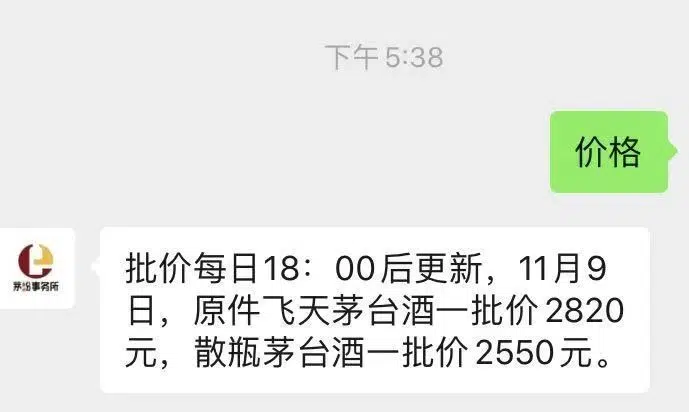 下午5:38
价格
茅粉事务所
批价每日18：00后更新，11月9
日，原件飞天茅台酒一批价2820
元，散瓶茅台酒一批价2550元。